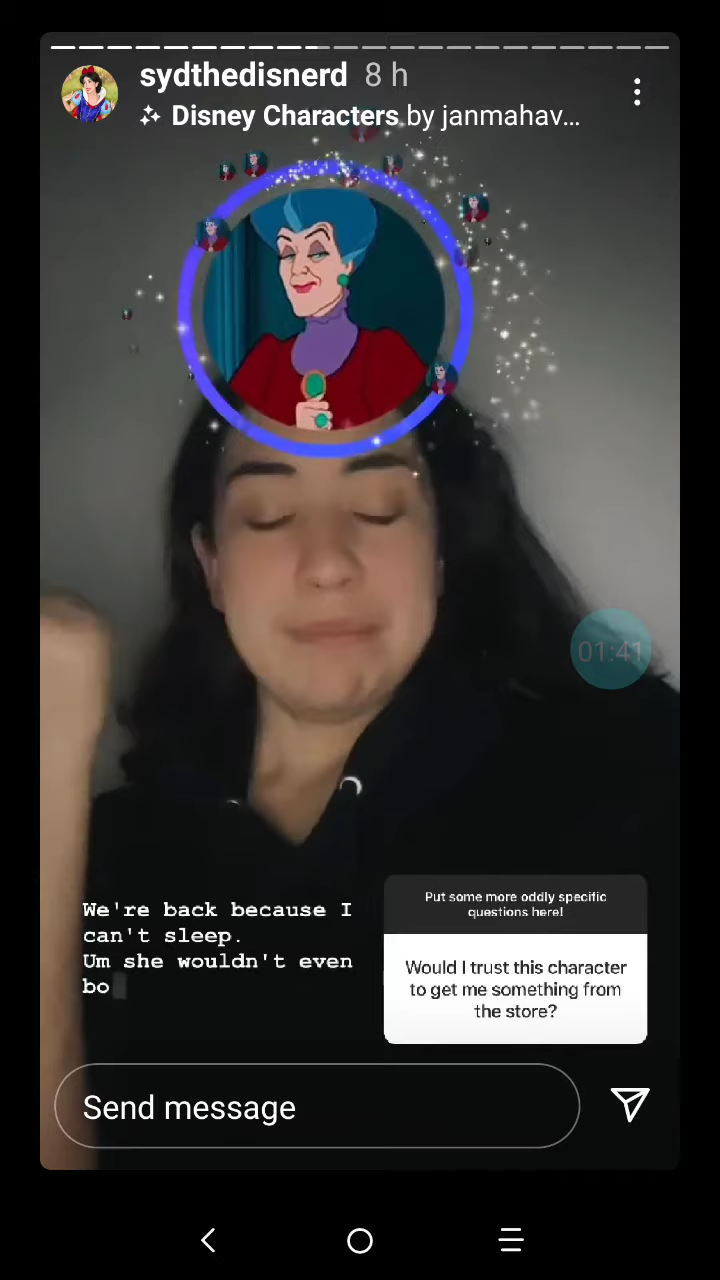 sydthedisnerd 8 h
Disney Characters by janmahav...
01:41
We're back because I
can't sleep.
Um she wouldn't even
bo
Put some more oddly specific
questions here!
Would I trust this character
to get me something from
the store?
Send message